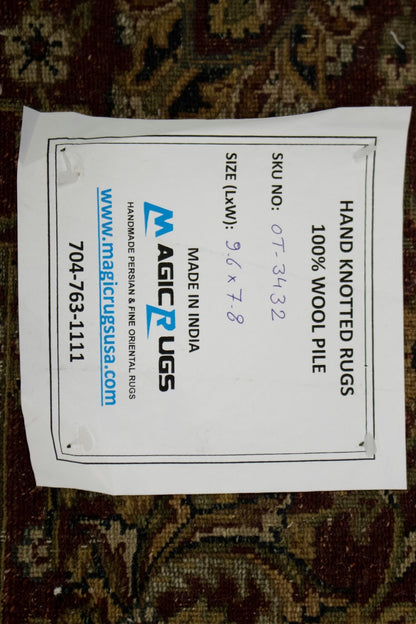 HAND KNOTTED RUGS
100% WOOL PILE
SKU NO: OT-3432
SIZE (LxW): 9.6 x 7.8
MADE IN INDIA
MAGIC RUGS
HANDMADE PERSIAN & FINE ORIENTAL RUGS
www.magicrugsusa.com
704-763-1111